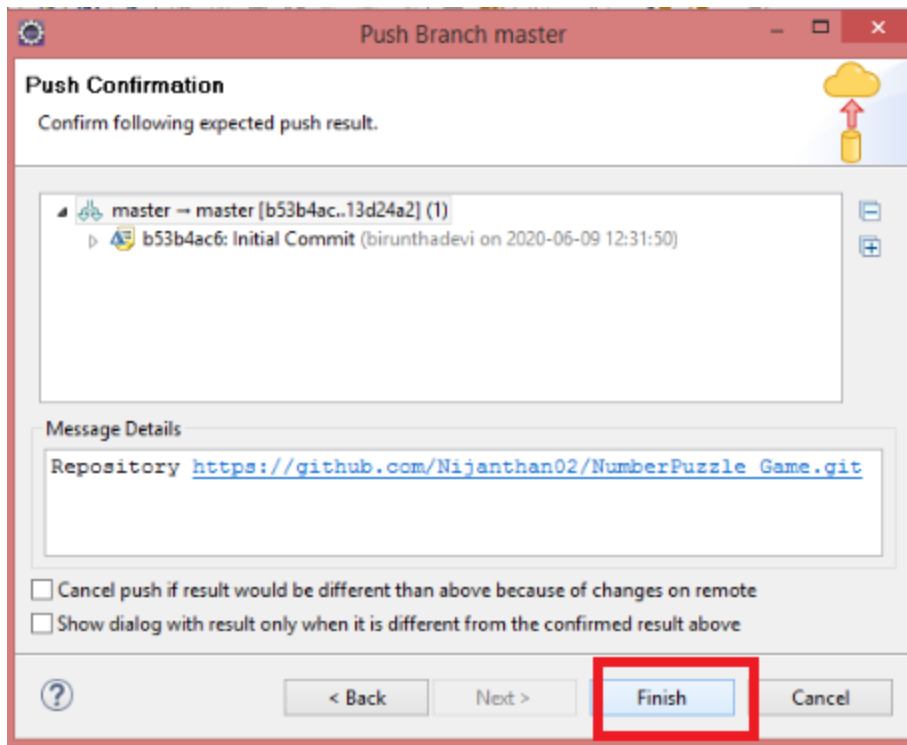 Push Branch master
Push Confirmation
Confirm following expected push result.
master → master [b53b4ac..13d24a2] (1)
b53b4ac6: Initial Commit (birunthadevi on 2020-06-09 12:31:50)
Message Details
Repository https://github.com/Nijanthan02/NumberPuzzle_Game.git
Cancel push if result would be different than above because of changes on remote
Show dialog with result only when it is different from the confirmed result above
< Back Next > Finish Cancel